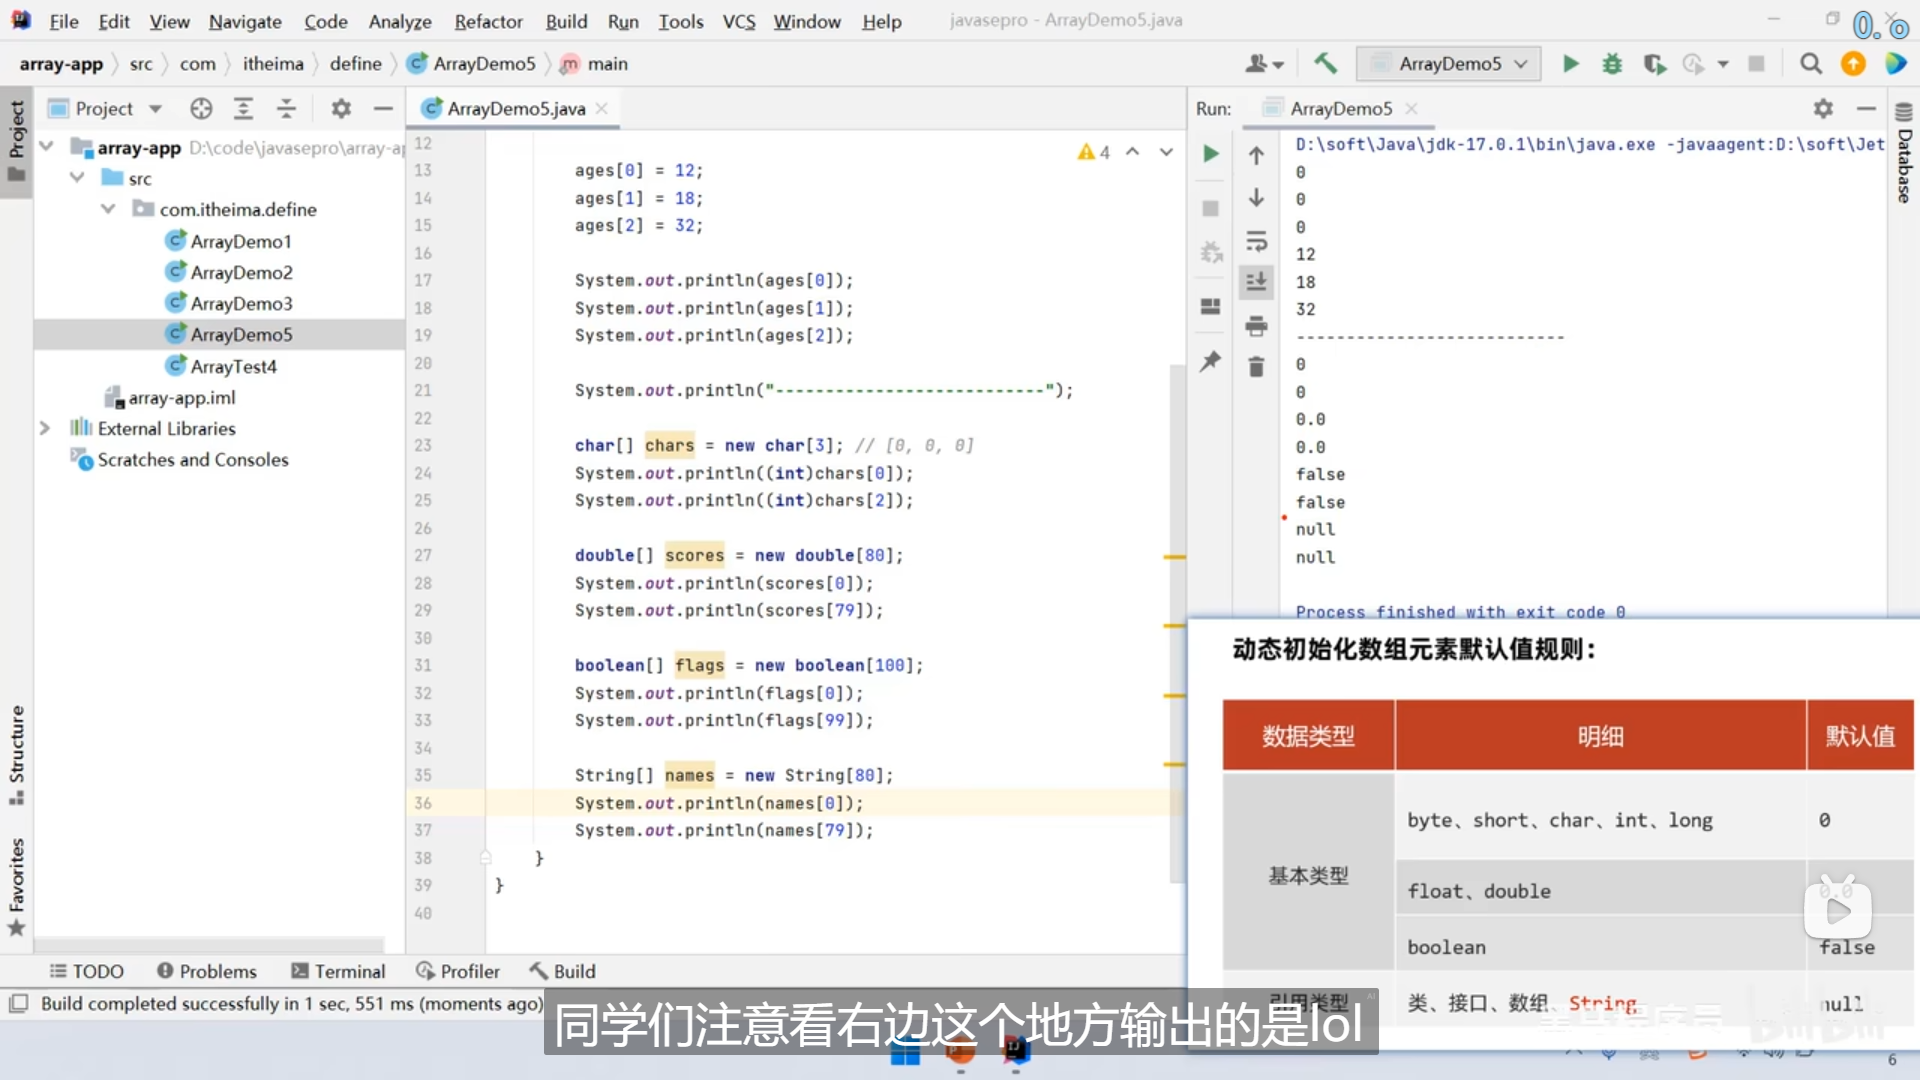 File Edit View Navigate Code Analyze Refactor Build Run Tools VCS Window Help javasepro - ArrayDemo5.java
array-app src com itheima define ArrayDemo5 main ArrayDemo5
Project
array-app D:\code\javasepro\array-a
src
com.itheima.define
ArrayDemo1
ArrayDemo2
ArrayDemo3
ArrayDemo5
ArrayTest4
array-app.iml
External Libraries
Scratches and Consoles
Project
Structure
Favorites
ArrayDemo5.java
4
12
13 ages[0] = 12;
14 ages[1] = 18;
15 ages[2] = 32;
16
17 System.out.println(ages[0]);
18 System.out.println(ages[1]);
19 System.out.println(ages[2]);
20
21 System.out.println("---------------------------");
22
23 char[] chars = new char[3]; // [0, 0, 0]
24 System.out.println((int)chars[0]);
25 System.out.println((int)chars[2]);
26
27 double[] scores = new double[80];
28 System.out.println(scores[0]);
29 System.out.println(scores[79]);
30
31 boolean[] flags = new boolean[100];
32 System.out.println(flags[0]);
33 System.out.println(flags[99]);
34
35 String[] names = new String[80];
36 System.out.println(names[0]);
37 System.out.println(names[79]);
38 }
39 }
40
Run: ArrayDemo5
Database
D:\soft\Java\jdk-17.0.1\bin\java.exe -javaagent:D:\soft\Jet
0
0
0
12
18
32
---------------------------
0
0
0.0
0.0
false
false
null
null
Process finished with exit code 0
动态初始化数组元素默认值规则:
数据类型 明细 默认值
基本类型 byte、short、char、int、long 0
float、double 0.0
boolean false
引用类型 类、接口、数组、String null
TODO Problems Terminal Profiler Build
Build completed successfully in 1 sec, 551 ms (moments ago)
同学们注意看右边这个地方输出的是lol
6